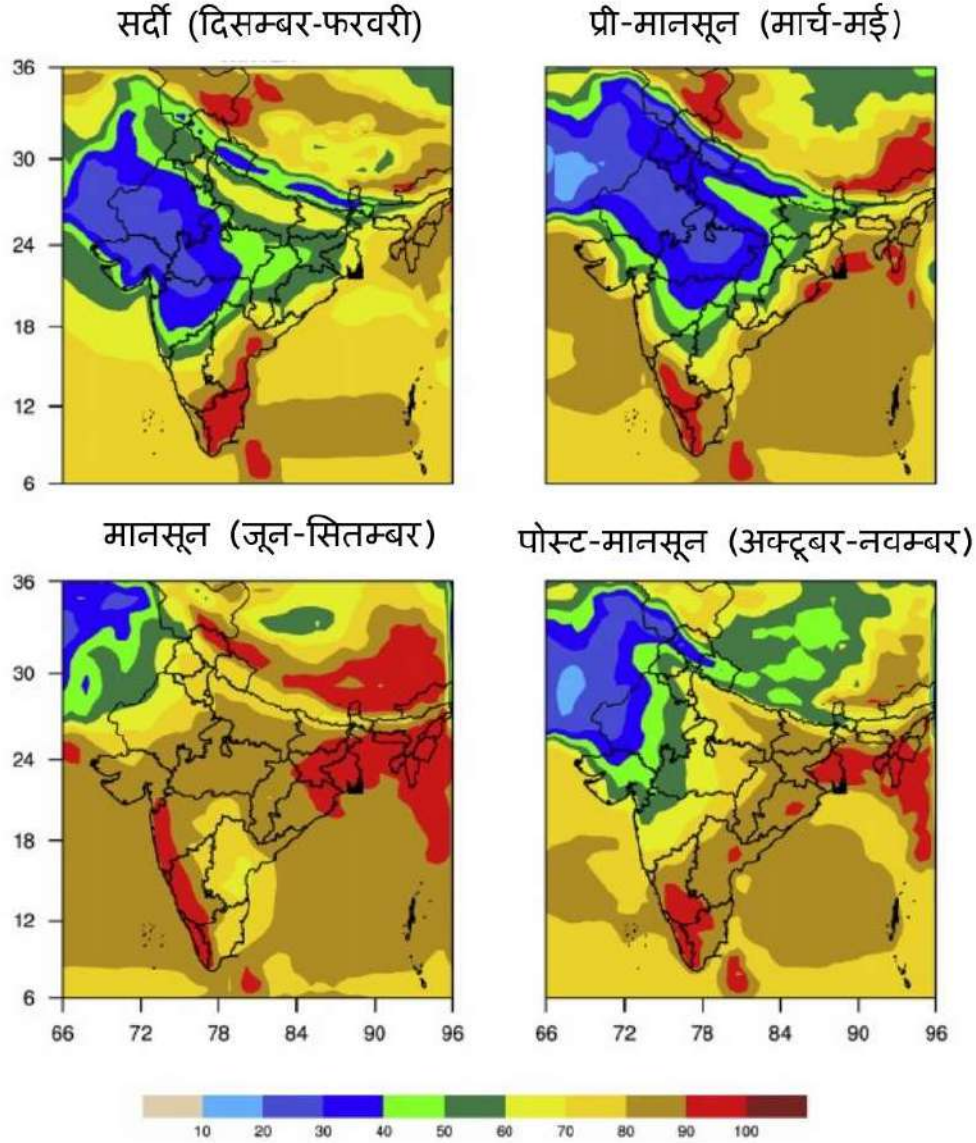 सर्दी (दिसम्बर-फरवरी)
प्री-मानसून (मार्च-मई)
36
30
24
18
12
6
मानसून (जून-सितम्बर)
पोस्ट-मानसून (अक्टूबर-नवम्बर)
36
30
24
18
12
6
66 72 78 84 90 96
66 72 78 84 90 96
10 20 30 40 50 60 70 80 90 100